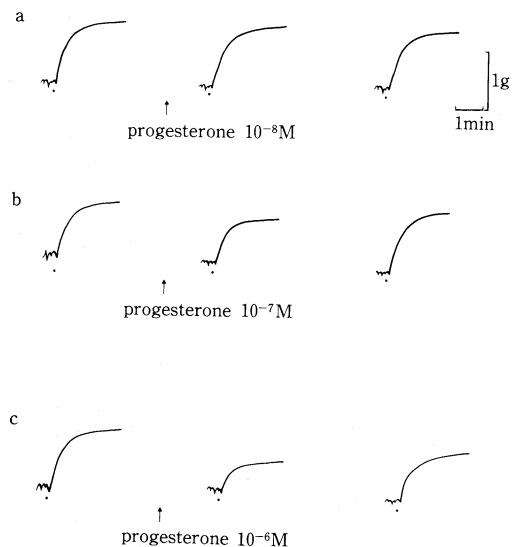 a
1g
1min
progesterone 10⁻⁸M
b
progesterone 10⁻⁷M
c
progesterone 10⁻⁶M